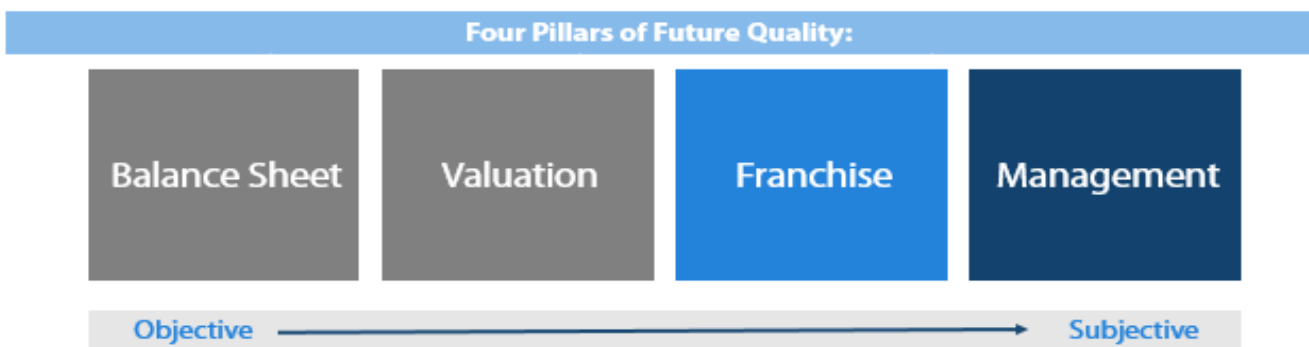 Four Pillars of Future Quality:
Balance Sheet
Valuation
Franchise
Management
Objective
Subjective